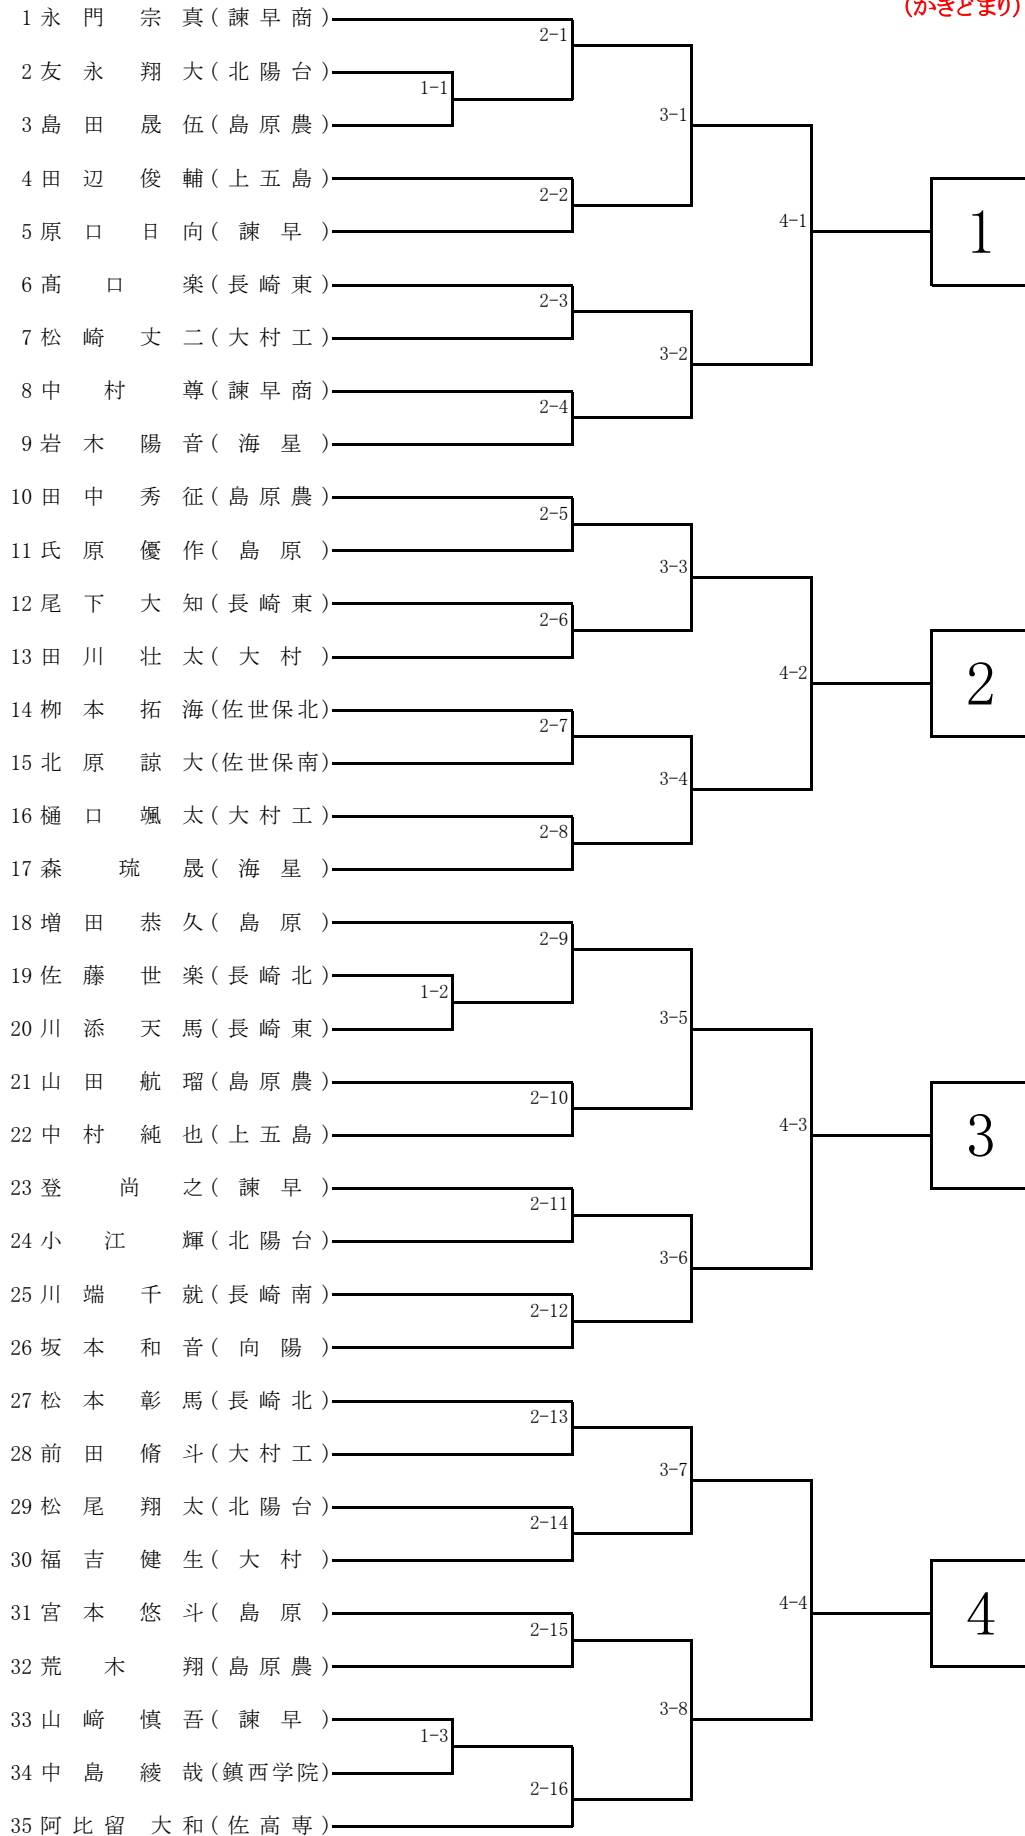 (かきどまり)
1 永門 宗真(諫早商)
2-1
2 友永 翔大(北陽台)
1-1
3 島田 晟伍(島原農)
3-1
4 田辺 俊輔(上五島)
2-2
5 原口 日向(諫早)
4-1
1
6 髙口 楽(長崎東)
2-3
7 松崎 丈二(大村工)
3-2
8 中村 尊(諫早商)
2-4
9 岩木 陽音(海星)
10 田中 秀征(島原農)
2-5
11 氏原 優作(島原)
3-3
12 尾下 大知(長崎東)
2-6
13 田川 壮太(大村)
4-2
2
14 栁本 拓海(佐世保北)
2-7
15 北原 諒大(佐世保南)
3-4
16 樋口 颯太(大村工)
2-8
17 森 琉晟(海星)
18 増田 恭久(島原)
2-9
19 佐藤 世楽(長崎北)
1-2
20 川添 天馬(長崎東)
3-5
21 山田 航瑠(島原農)
2-10
22 中村 純也(上五島)
4-3
3
23 登 尚之(諫早)
2-11
24 小江 輝(北陽台)
3-6
25 川端 千就(長崎南)
2-12
26 坂本 和音(向陽)
27 松本 彰馬(長崎北)
2-13
28 前田 脩斗(大村工)
3-7
29 松尾 翔太(北陽台)
2-14
30 福吉 健生(大村)
4-4
4
31 宮本 悠斗(島原)
2-15
32 荒木 翔(島原農)
3-8
33 山﨑 慎吾(諫早)
1-3
34 中島 綾哉(鎮西学院)
2-16
35 阿比留 大和(佐高専)